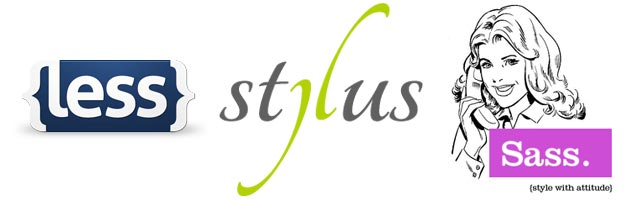 {less}
stylus
Sass.
{style with attitude}